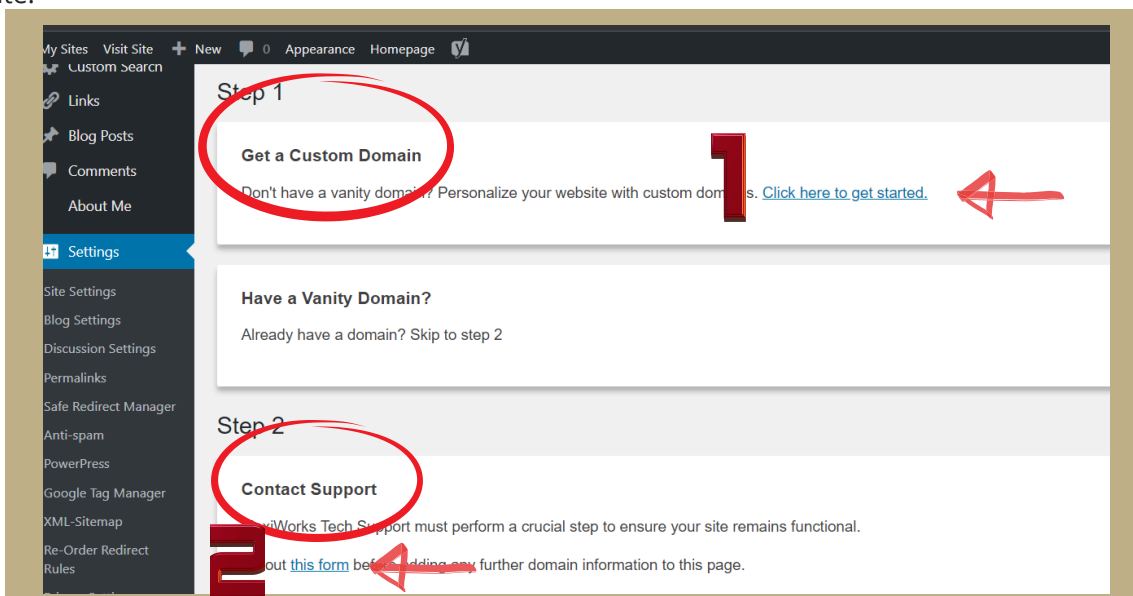 My Sites Visit Site New 0 Appearance Homepage
Custom Search
Links
Blog Posts
Comments
About Me
Settings
Site Settings
Blog Settings
Discussion Settings
Permalinks
Safe Redirect Manager
Anti-spam
PowerPress
Google Tag Manager
XML-Sitemap
Re-Order Redirect
Rules
Step 1
Get a Custom Domain
Don't have a vanity domain? Personalize your website with custom domains. Click here to get started.
1
Have a Vanity Domain?
Already have a domain? Skip to step 2
Step 2
Contact Support
Tech Support must perform a crucial step to ensure your site remains functional.
out this form before adding any further domain information to this page.
2